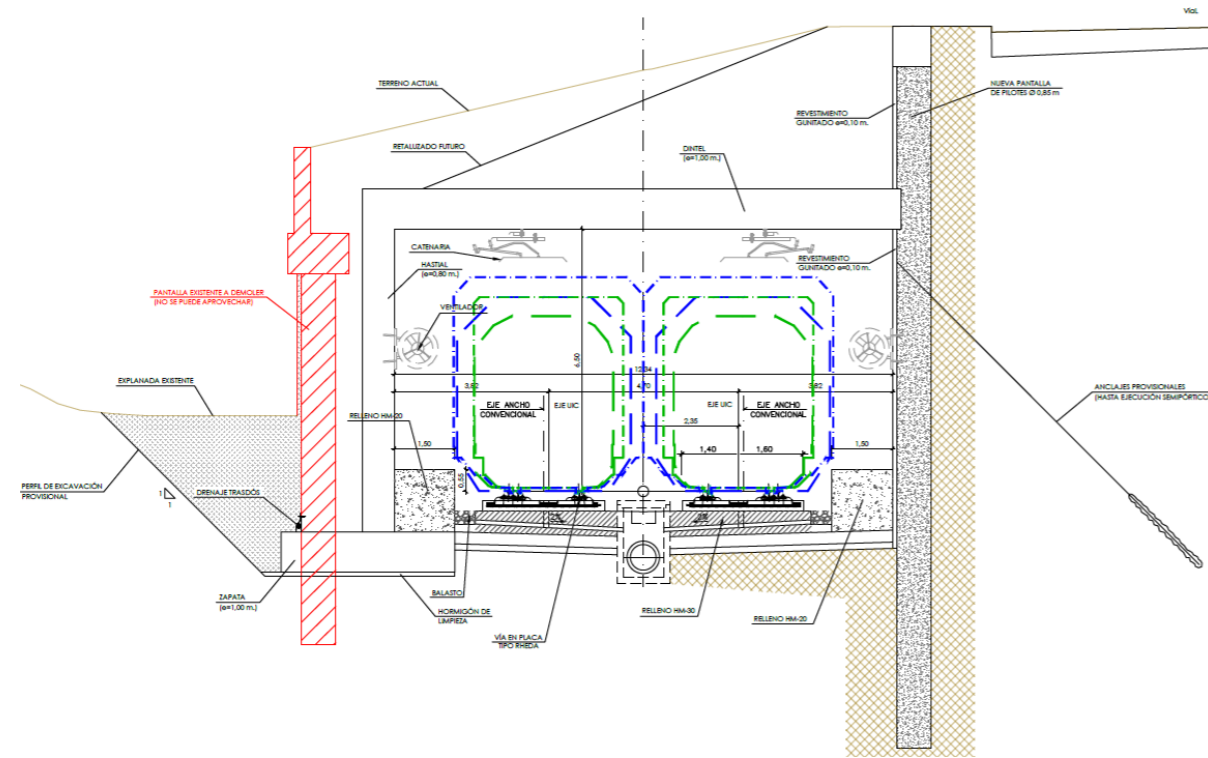 Vial
TERRENO ACTUAL
NUEVA PANTALLA
DE PILOTES Ø 0,85 m
REVESTIMIENTO
GUNITADO e=0,10 m.
RETALUZADO FUTURO
DINTEL
(e=1,00 m.)
CATENARIA
HASTIAL
(e=0,80 m.)
REVESTIMIENTO
GUNITADO e=0,10 m.
PANTALLA EXISTENTE A DEMOLER
(NO SE PUEDE APROVECHAR)
VENTILADOR
6,50
12,34
3,82
4,70
3,82
EXPLANADA EXISTENTE
ANCLAJES PROVISIONALES
(HASTA EJECUCIÓN SEMIPÓRTICO)
EJE ANCHO
CONVENCIONAL
EJE UIC
EJE UIC
EJE ANCHO
CONVENCIONAL
RELLENO HM-20
2,35
1,50
1,40
1,60
1,50
0,55
PERFIL DE EXCAVACIÓN
PROVISIONAL
1
1
DRENAJE TRASDÓS
ZAPATA
(e=1,00 m.)
BALASTO
HORMIGÓN DE
LIMPIEZA
RELLENO HM-30
RELLENO HM-20
VÍA EN PLACA
TIPO RHEDA